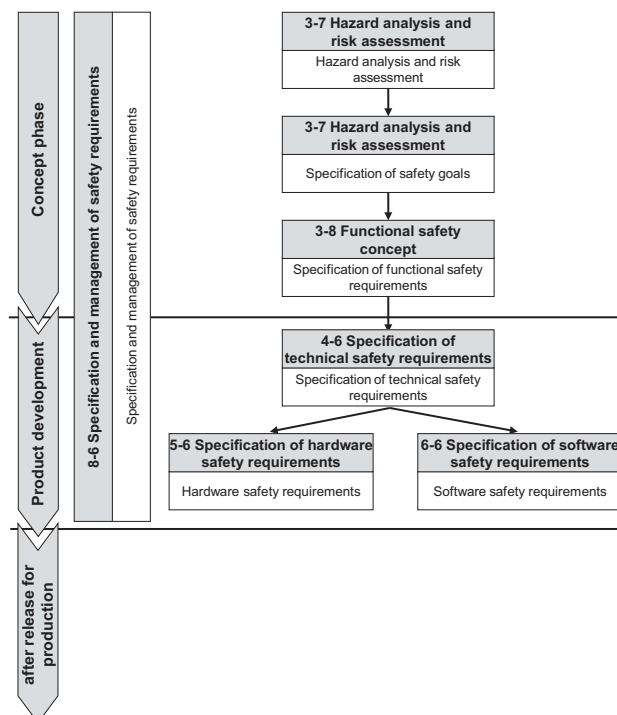 Concept phase
Product development
after release for
production
8-6 Specification and management of safety requirements
Specification and management of safety requirements
3-7 Hazard analysis and
risk assessment
Hazard analysis and risk
assessment
3-7 Hazard analysis and
risk assessment
Specification of safety goals
3-8 Functional safety
concept
Specification of functional safety
requirements
4-6 Specification of
technical safety requirements
Specification of technical safety
requirements
5-6 Specification of hardware
safety requirements
Hardware safety requirements
6-6 Specification of software
safety requirements
Software safety requirements